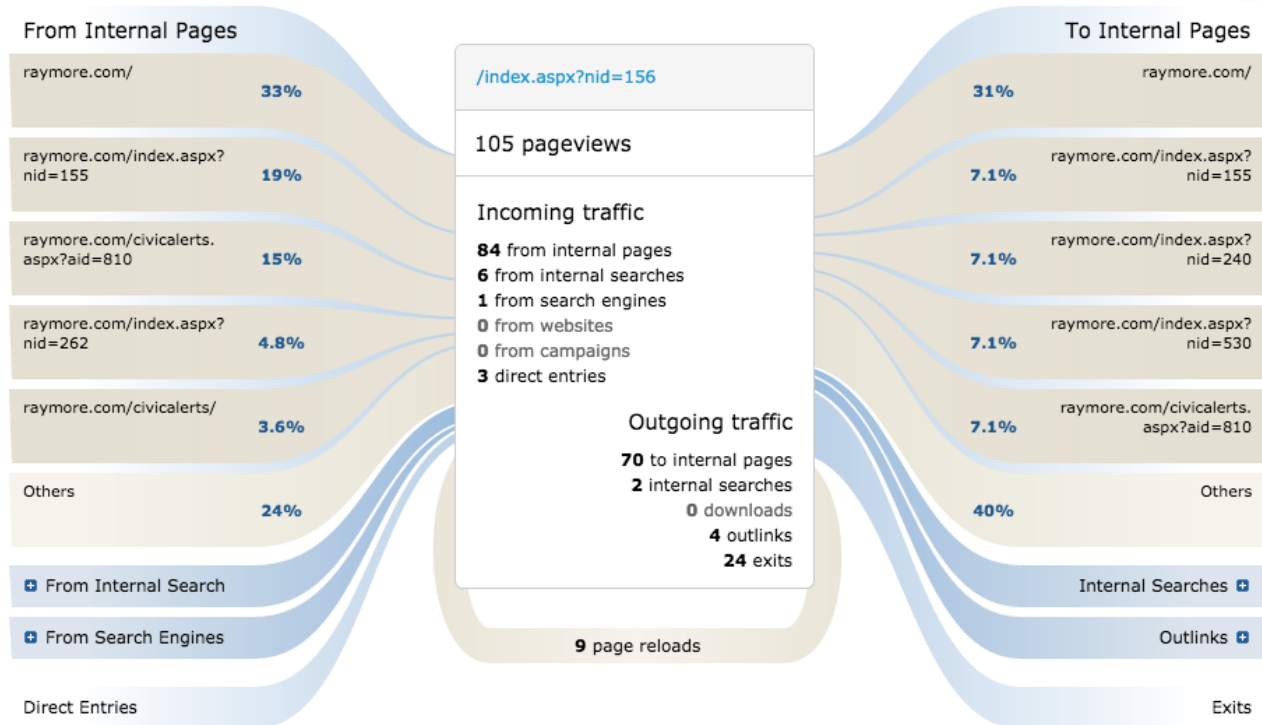 From Internal Pages
raymore.com/
33%
raymore.com/index.aspx?
nid=155
19%
raymore.com/civicalerts.
aspx?aid=810
15%
raymore.com/index.aspx?
nid=262
4.8%
raymore.com/civicalerts/
3.6%
Others
24%
From Internal Search
From Search Engines
Direct Entries
/index.aspx?nid=156
105 pageviews
Incoming traffic
84 from internal pages
6 from internal searches
1 from search engines
0 from websites
0 from campaigns
3 direct entries
Outgoing traffic
70 to internal pages
2 internal searches
0 downloads
4 outlinks
24 exits
9 page reloads
To Internal Pages
raymore.com/
31%
raymore.com/index.aspx?
nid=155
7.1%
raymore.com/index.aspx?
nid=240
7.1%
raymore.com/index.aspx?
nid=530
7.1%
raymore.com/civicalerts.
aspx?aid=810
7.1%
Others
40%
Internal Searches
Outlinks
Exits